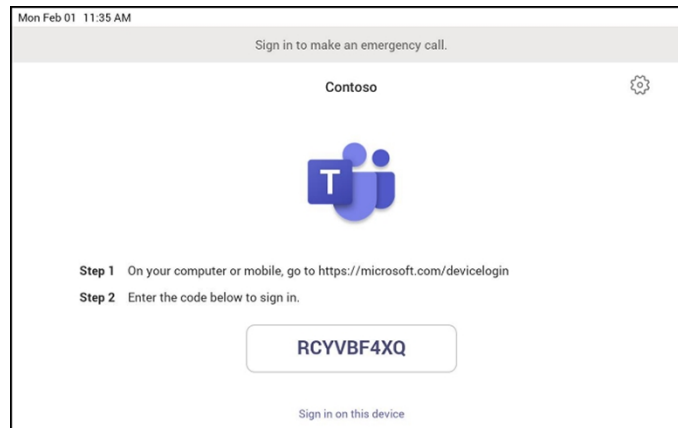 Mon Feb 01 11:35 AM
Sign in to make an emergency call.
Contoso
T
Step 1 On your computer or mobile, go to https://microsoft.com/devicelogin
Step 2 Enter the code below to sign in.
RCYVBF4XQ
Sign in on this device